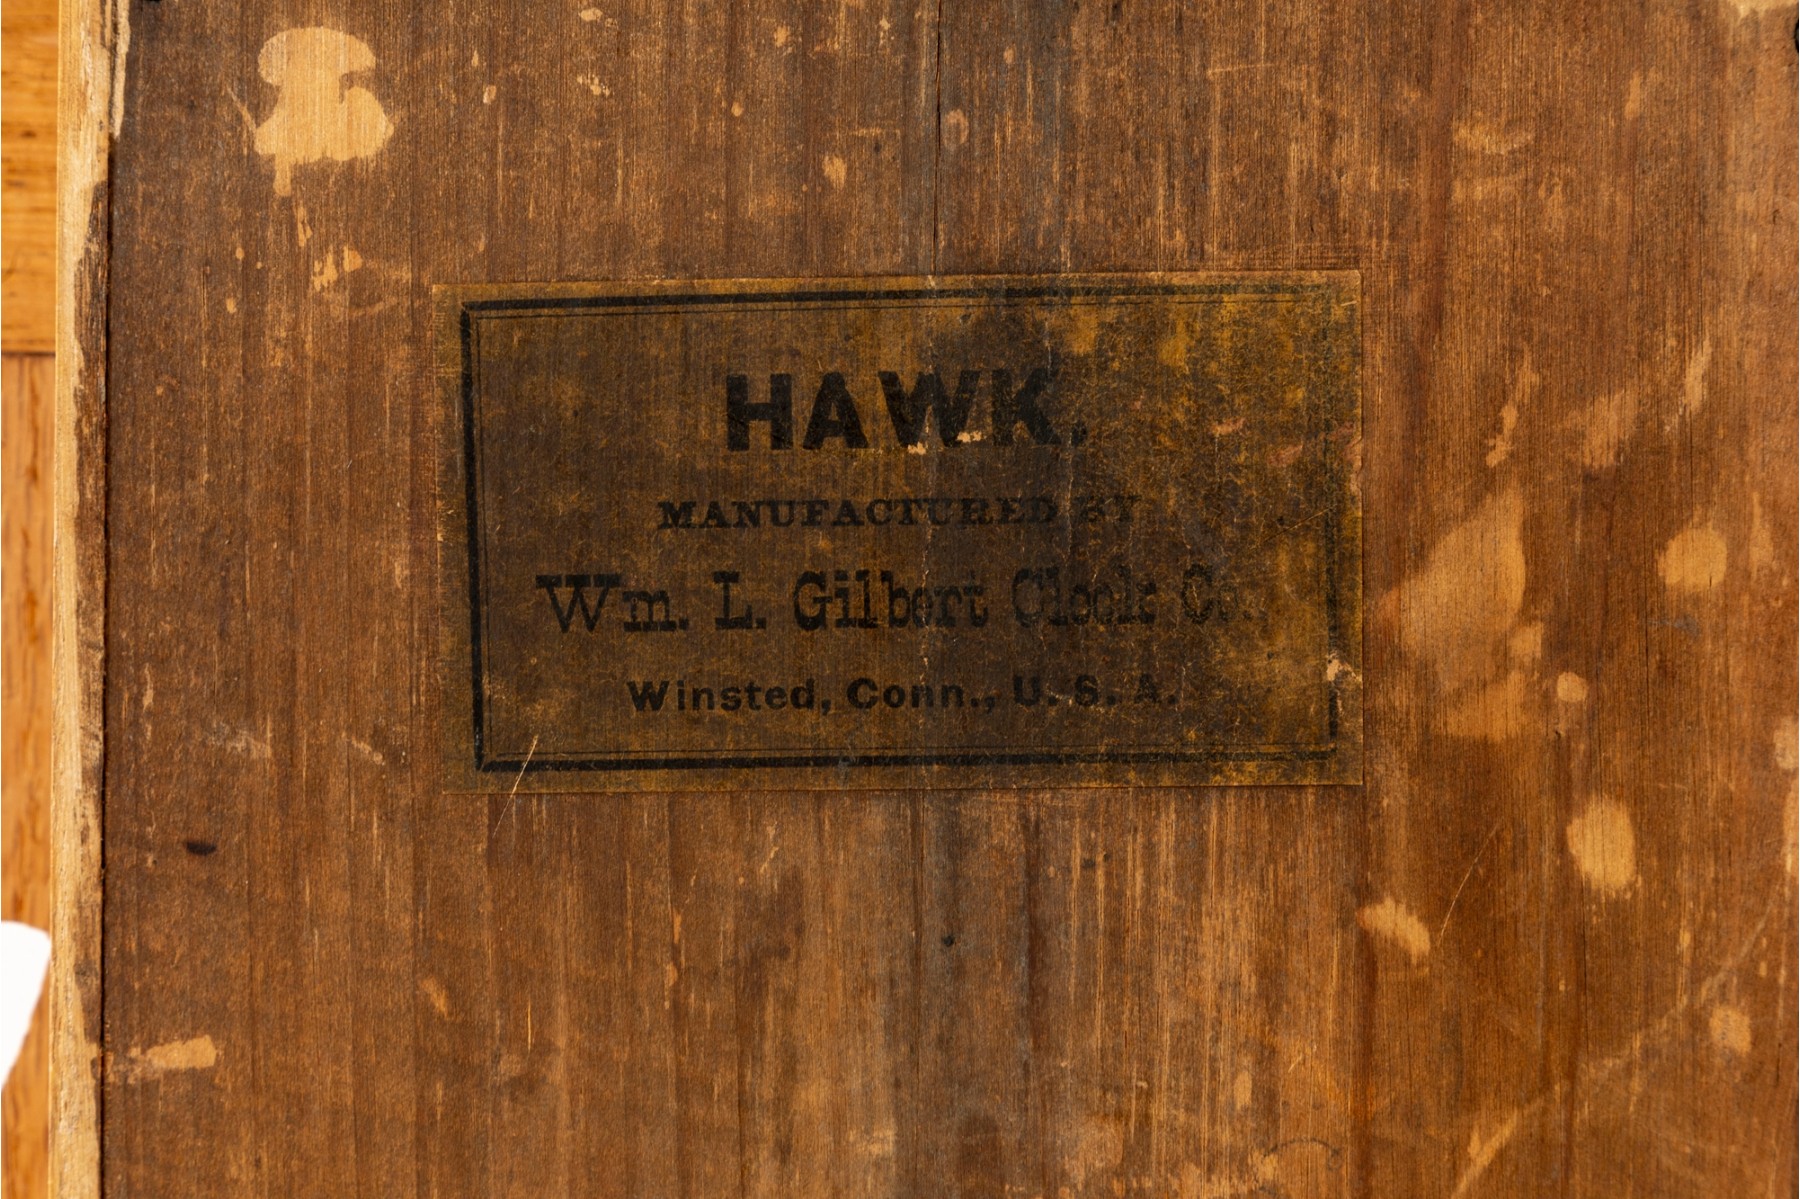 HAWK.
MANUFACTURED BY
Wm. L. Gilbert Clock Co.
Winsted, Conn., U. S. A.